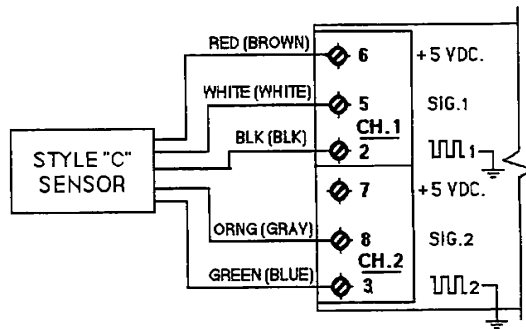 RED (BROWN)
6 +5 VDC.
WHITE (WHITE)
5 SIG.1
CH.1
BLK (BLK)
2 1
STYLE "C"
SENSOR
7 +5 VDC.
ORNG (GRAY)
8 SIG.2
CH.2
GREEN (BLUE)
3 2